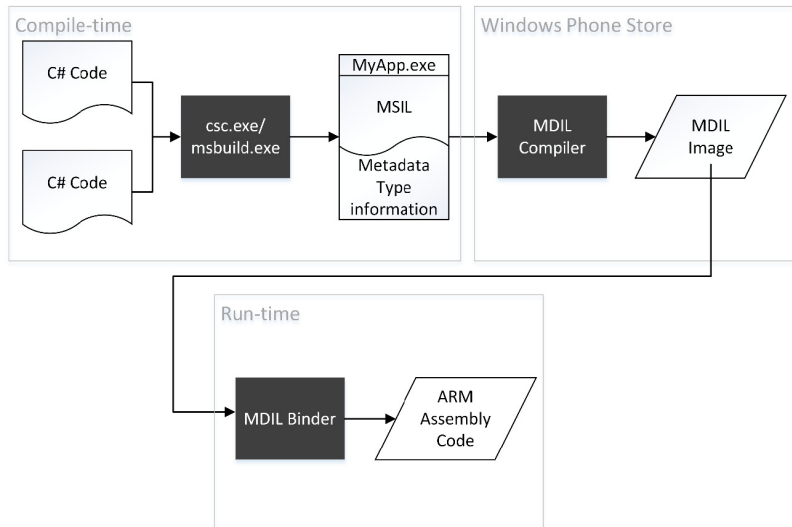 Compile-time
C# Code
C# Code
csc.exe/
msbuild.exe
MyApp.exe
MSIL
Metadata
Type
information
Windows Phone Store
MDIL
Compiler
MDIL
Image
Run-time
MDIL Binder
ARM
Assembly
Code